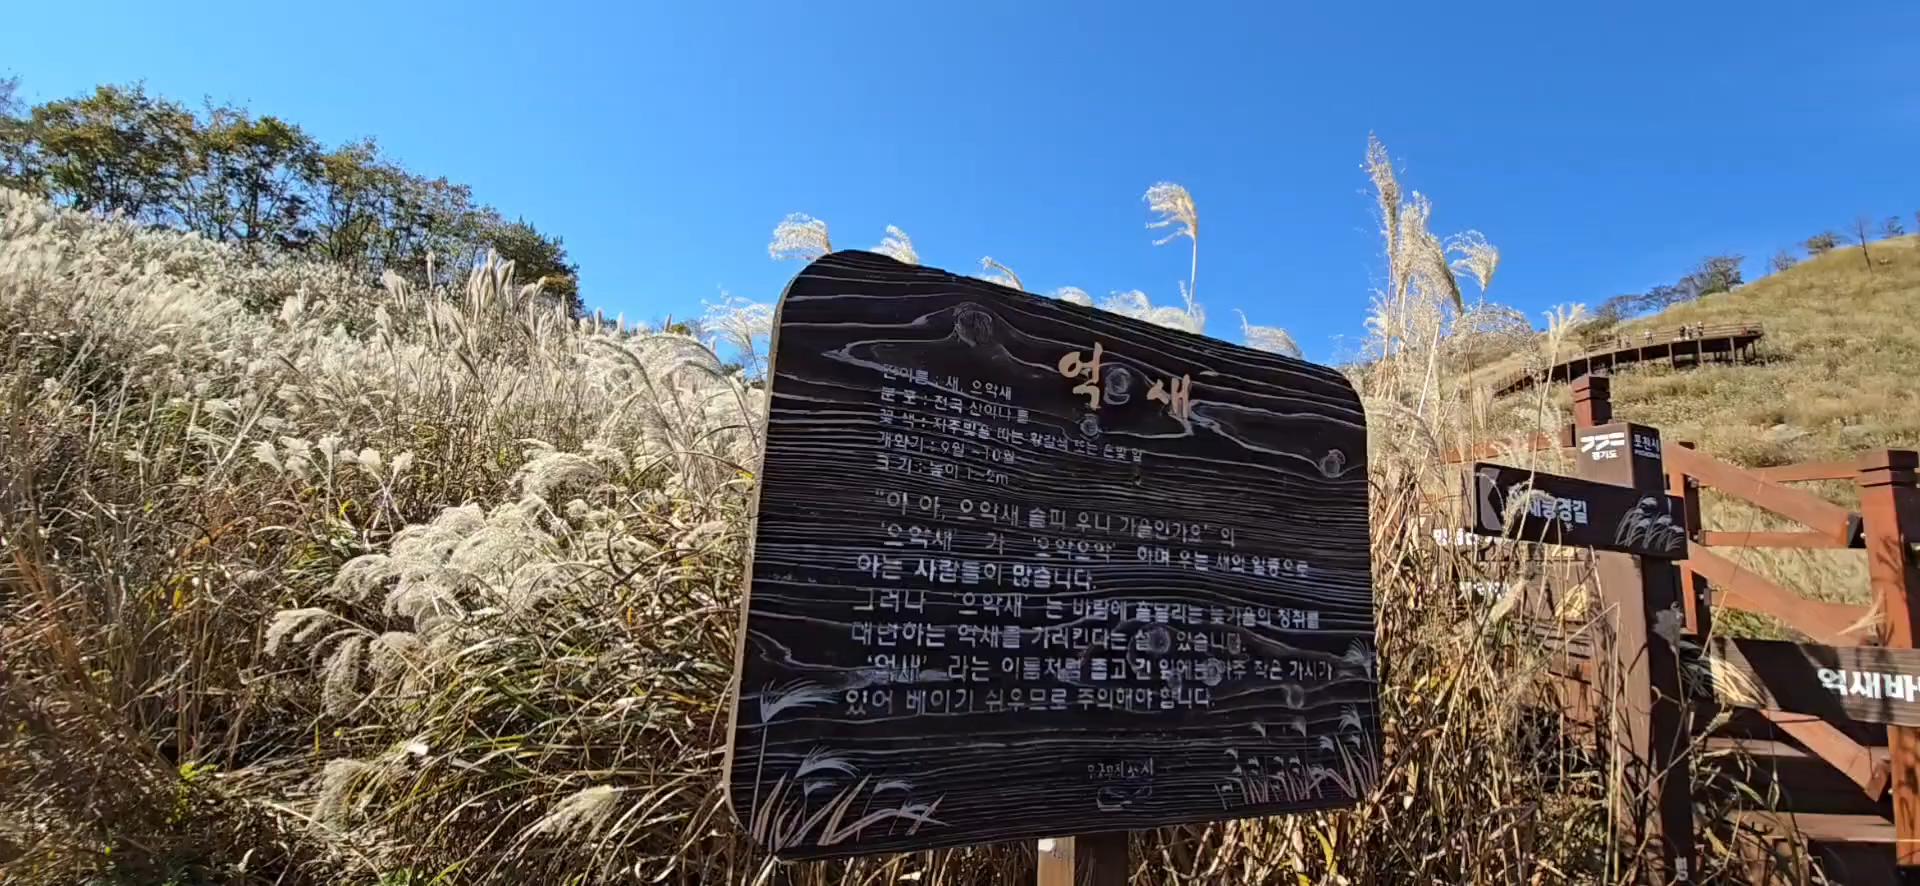 억새
딴이름 : 새, 으악새
분 포 : 전국 산이나 들
꽃 색 : 자주빛을 띠는 황갈색 또는 은빛
개화기 : 9월 ~10월
크 기 : 높이 1~2m
"아 아, 으악새 슬피 우니 가을인가요" 의
'으악새' 가 '으악으악' 하며 우는 새의 일종으로
아는 사람들이 많습니다.
그러나 '으악새' 는 바람에 흔들리는 늦가을의 정취를
대변하는 억새를 가리킨다는 설 있습니다.
'억새' 라는 이름처럼 좁고 긴 잎에는 아주 작은 가시가
있어 베이기 쉬우므로 주의해야 합니다.
경기도
포천시
억새바